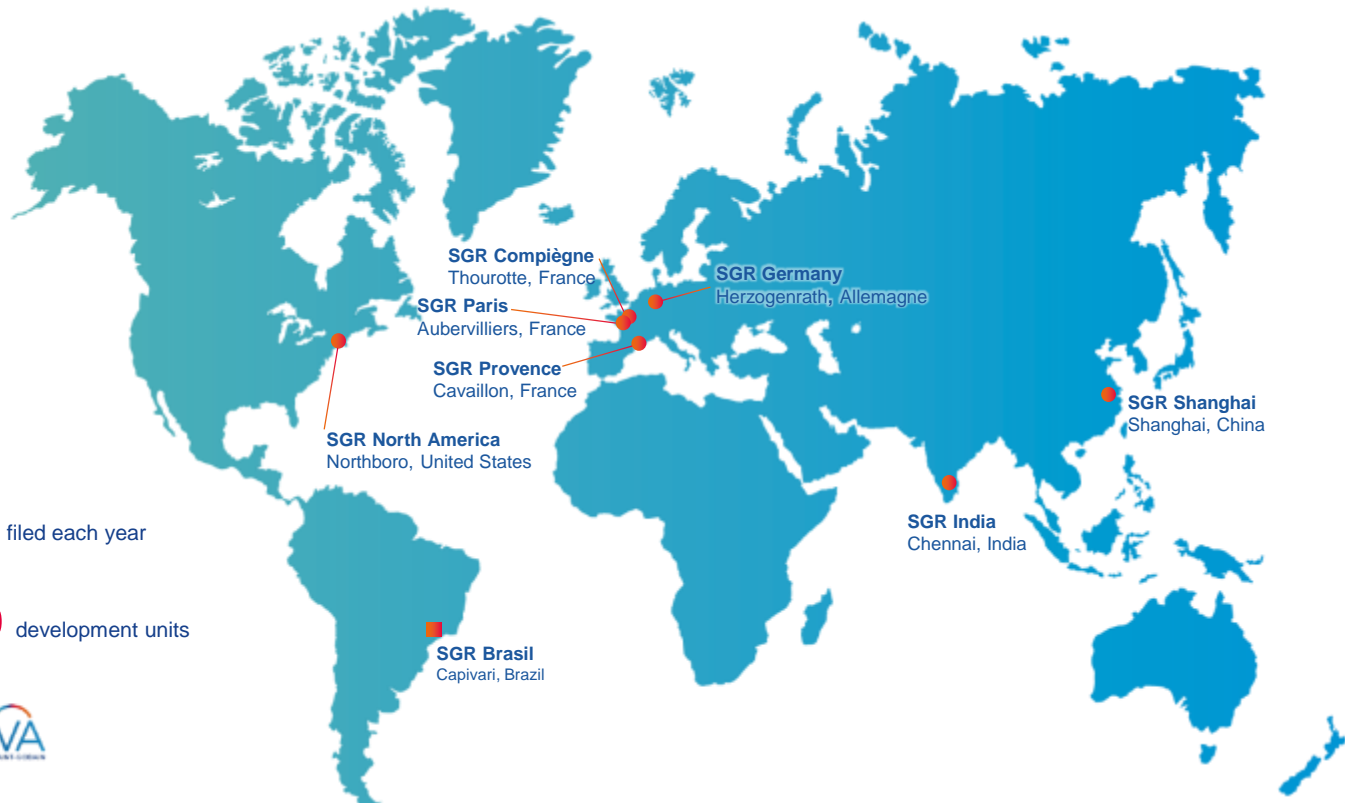 SGR Compiègne
Thourotte, France
SGR Germany
Herzogenrath, Allemagne
SGR Paris
Aubervilliers, France
SGR Provence
Cavaillon, France
SGR Shanghai
Shanghai, China
SGR North America
Northboro, United States
SGR India
Chennai, India
filed each year
development units
SGR Brasil
Capivari, Brazil
VA